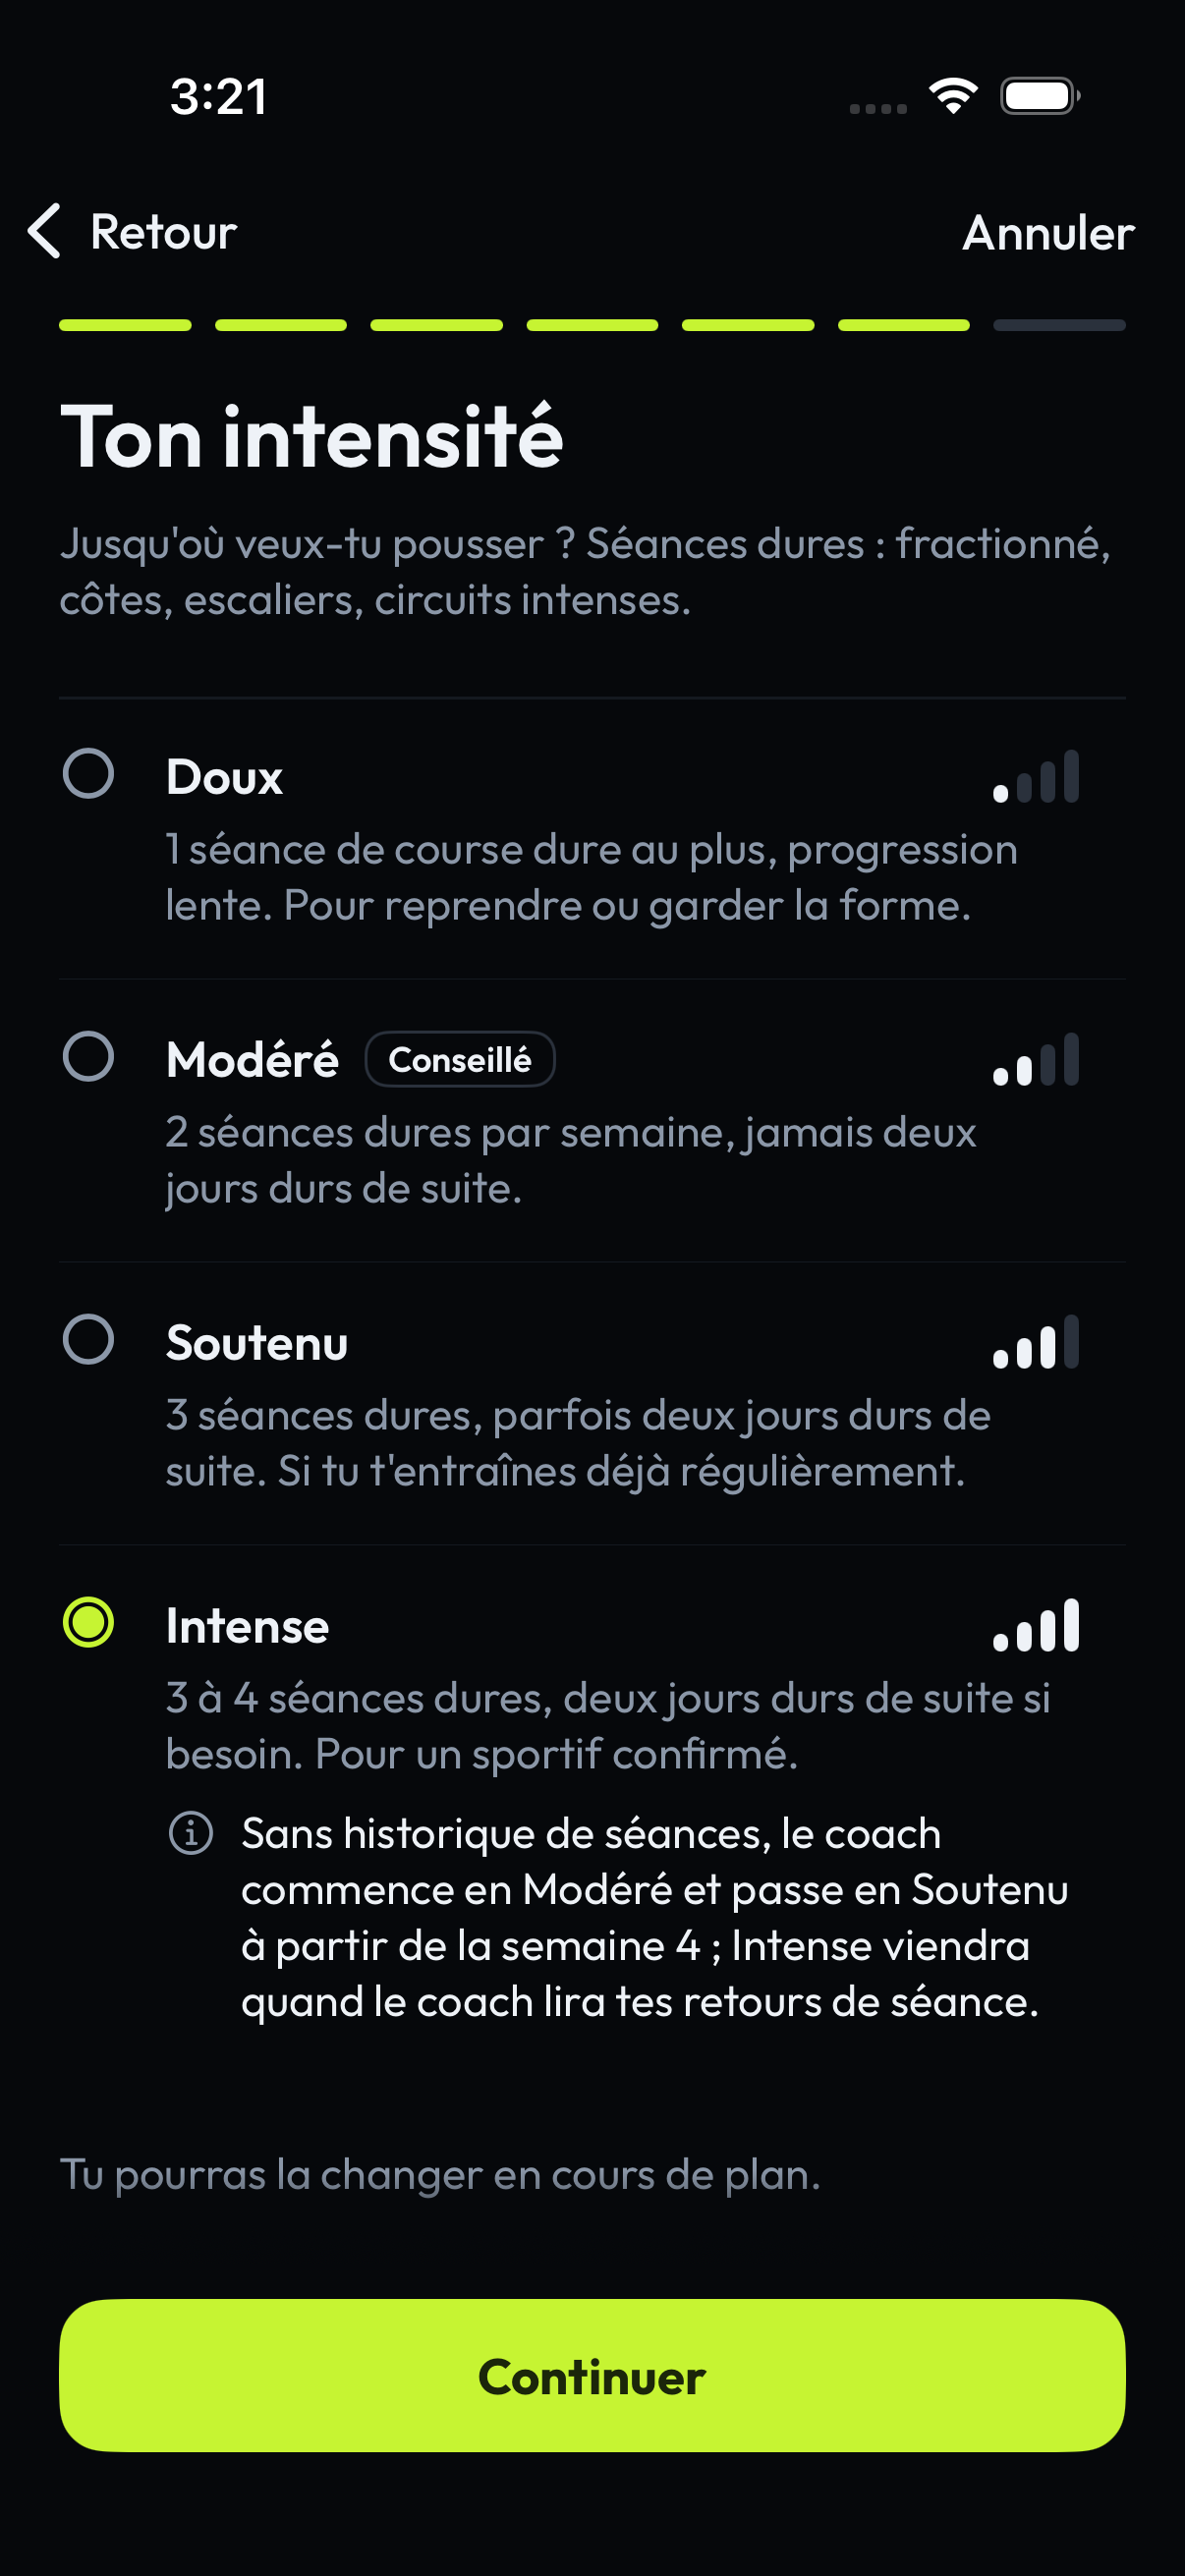 3:21
Retour
Annuler
Ton intensité
Jusqu'où veux-tu pousser ? Séances dures : fractionné,
côtes, escaliers, circuits intenses.
Doux
1 séance de course dure au plus, progression
lente. Pour reprendre ou garder la forme.
Modéré
Conseillé
2 séances dures par semaine, jamais deux
jours durs de suite.
Soutenu
3 séances dures, parfois deux jours durs de
suite. Si tu t'entraînes déjà régulièrement.
Intense
3 à 4 séances dures, deux jours durs de suite si
besoin. Pour un sportif confirmé.
Sans historique de séances, le coach
commence en Modéré et passe en Soutenu
à partir de la semaine 4 ; Intense viendra
quand le coach lira tes retours de séance.
Tu pourras la changer en cours de plan.
Continuer